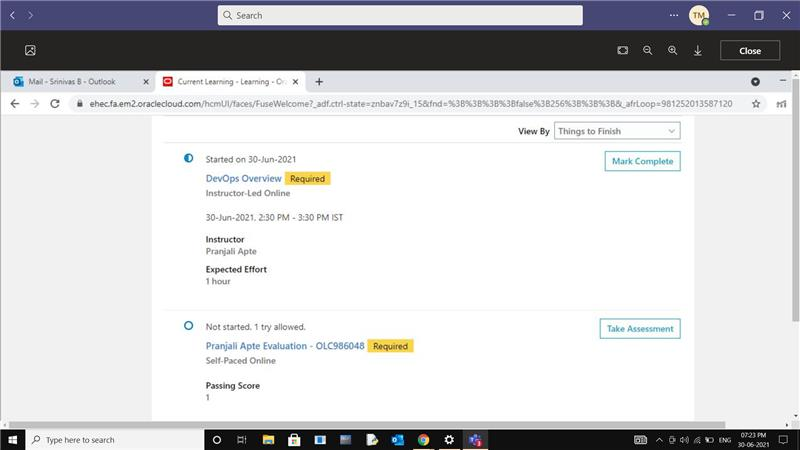 Search
TM
Close
Mail - Srinivas B - Outlook
Current Learning - Learning - Ora
ehec.fa.em2.oraclecloud.com/hcmUI/faces/FuseWelcome?_adf.ctrl-state=znbav7z9i_15&fnd=%3B%3B%3B%3Bfalse%3B256%3B%3B%3B&_afrLoop=981252013587120
View By Things to Finish
Started on 30-Jun-2021
Mark Complete
DevOps Overview Required
Instructor-Led Online
30-Jun-2021, 2:30 PM - 3:30 PM IST
Instructor
Pranjali Apte
Expected Effort
1 hour
Not started. 1 try allowed.
Take Assessment
Pranjali Apte Evaluation - OLC986048 Required
Self-Paced Online
Passing Score
1
Type here to search
ENG
07:23 PM
30-06-2021